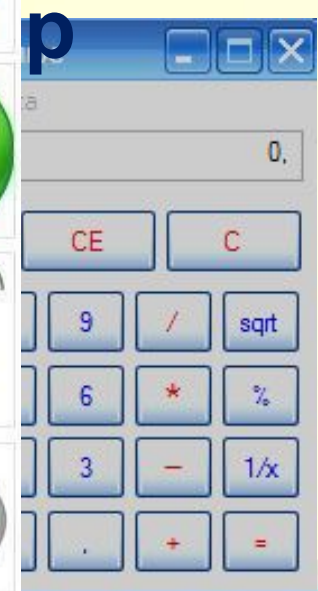 p
0,
CE C
9 / sqrt
6 * %
3 - 1/x
, + =